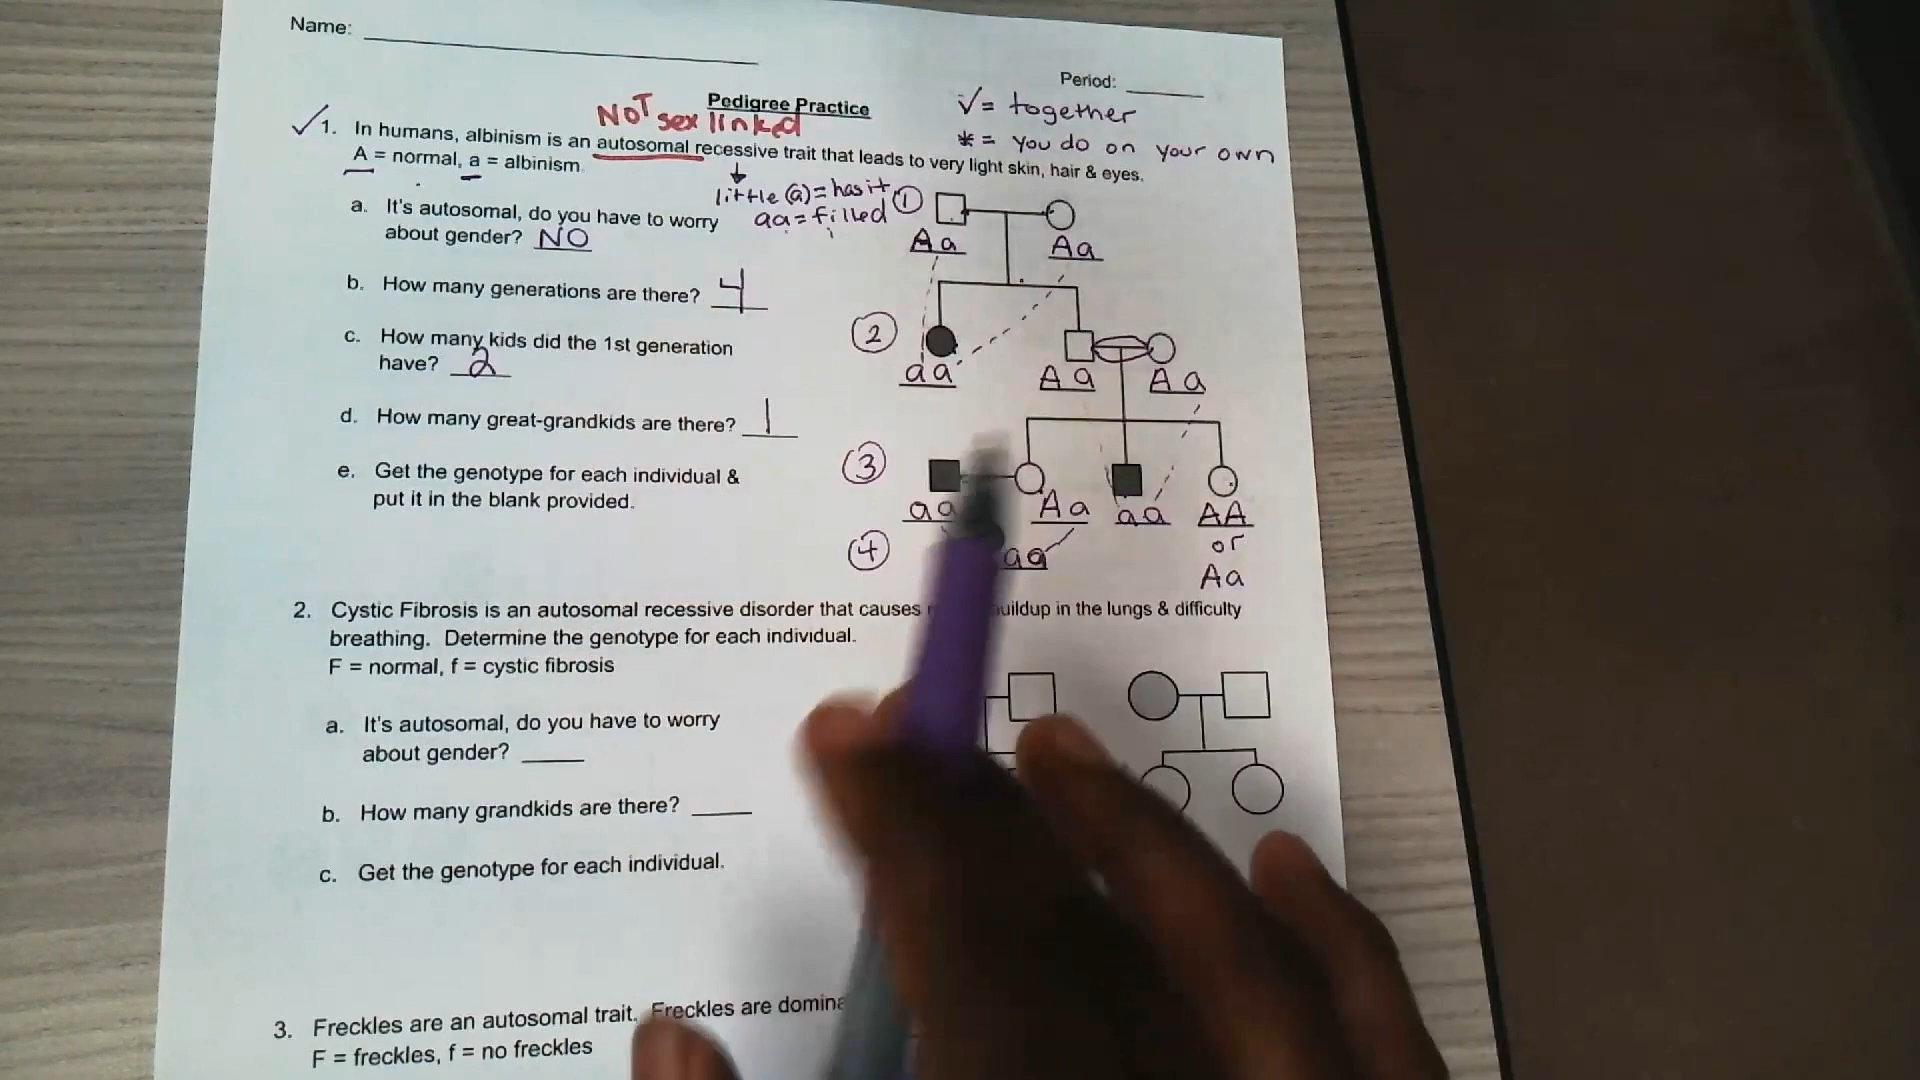 Name:
Period:
Pedigree Practice
NOT
sex linked
√ = together
* = you do on your own
✓ 1. In humans, albinism is an autosomal recessive trait that leads to very light skin, hair & eyes.
A = normal, a = albinism
little (a) = has it
aa = filled
a. It's autosomal, do you have to worry
about gender? NO
b. How many generations are there? 4
c. How many kids did the 1st generation
have? 2
d. How many great-grandkids are there? 1
e. Get the genotype for each individual &
put it in the blank provided.
1
Aa Aa
2
aa Aa Aa
3
aa Aa aa AA
or
Aa
4
aa
2. Cystic Fibrosis is an autosomal recessive disorder that causes uildup in the lungs & difficulty
breathing. Determine the genotype for each individual.
F = normal, f = cystic fibrosis
a. It's autosomal, do you have to worry
about gender?
b. How many grandkids are there?
c. Get the genotype for each individual.
3. Freckles are an autosomal trait. Freckles are domina
F = freckles, f = no freckles